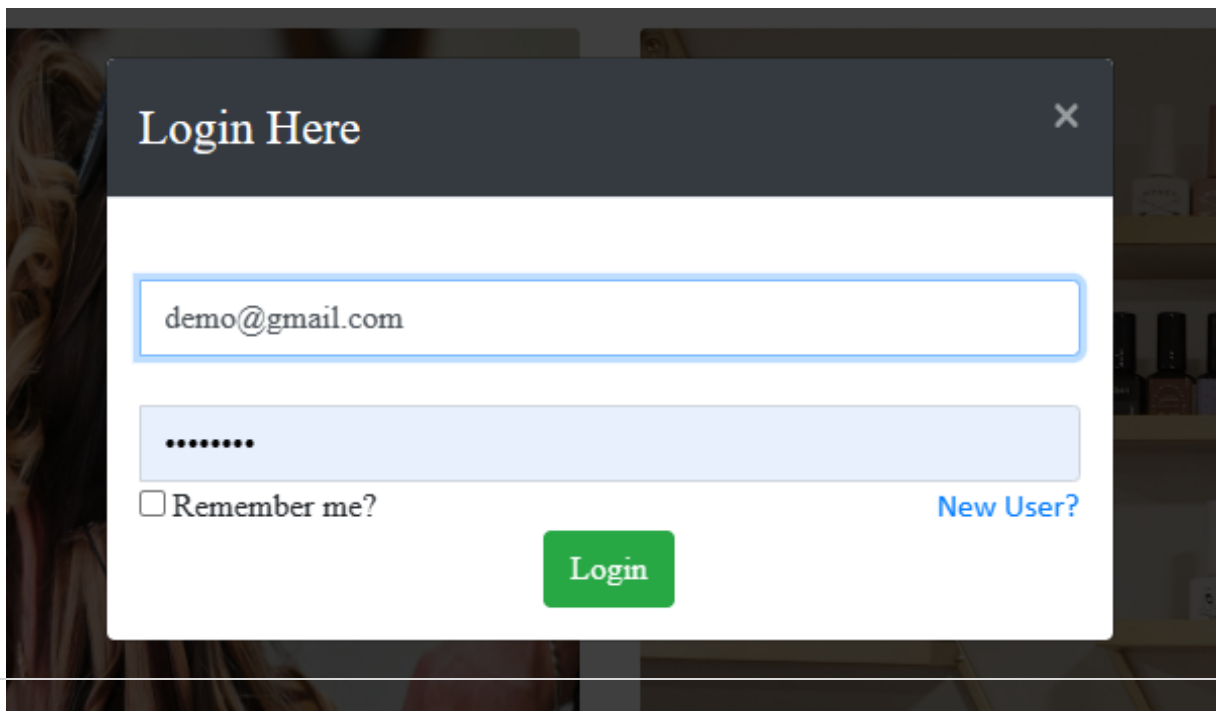 Login Here
×
demo@gmail.com
••••••••
Remember me?
New User?
Login